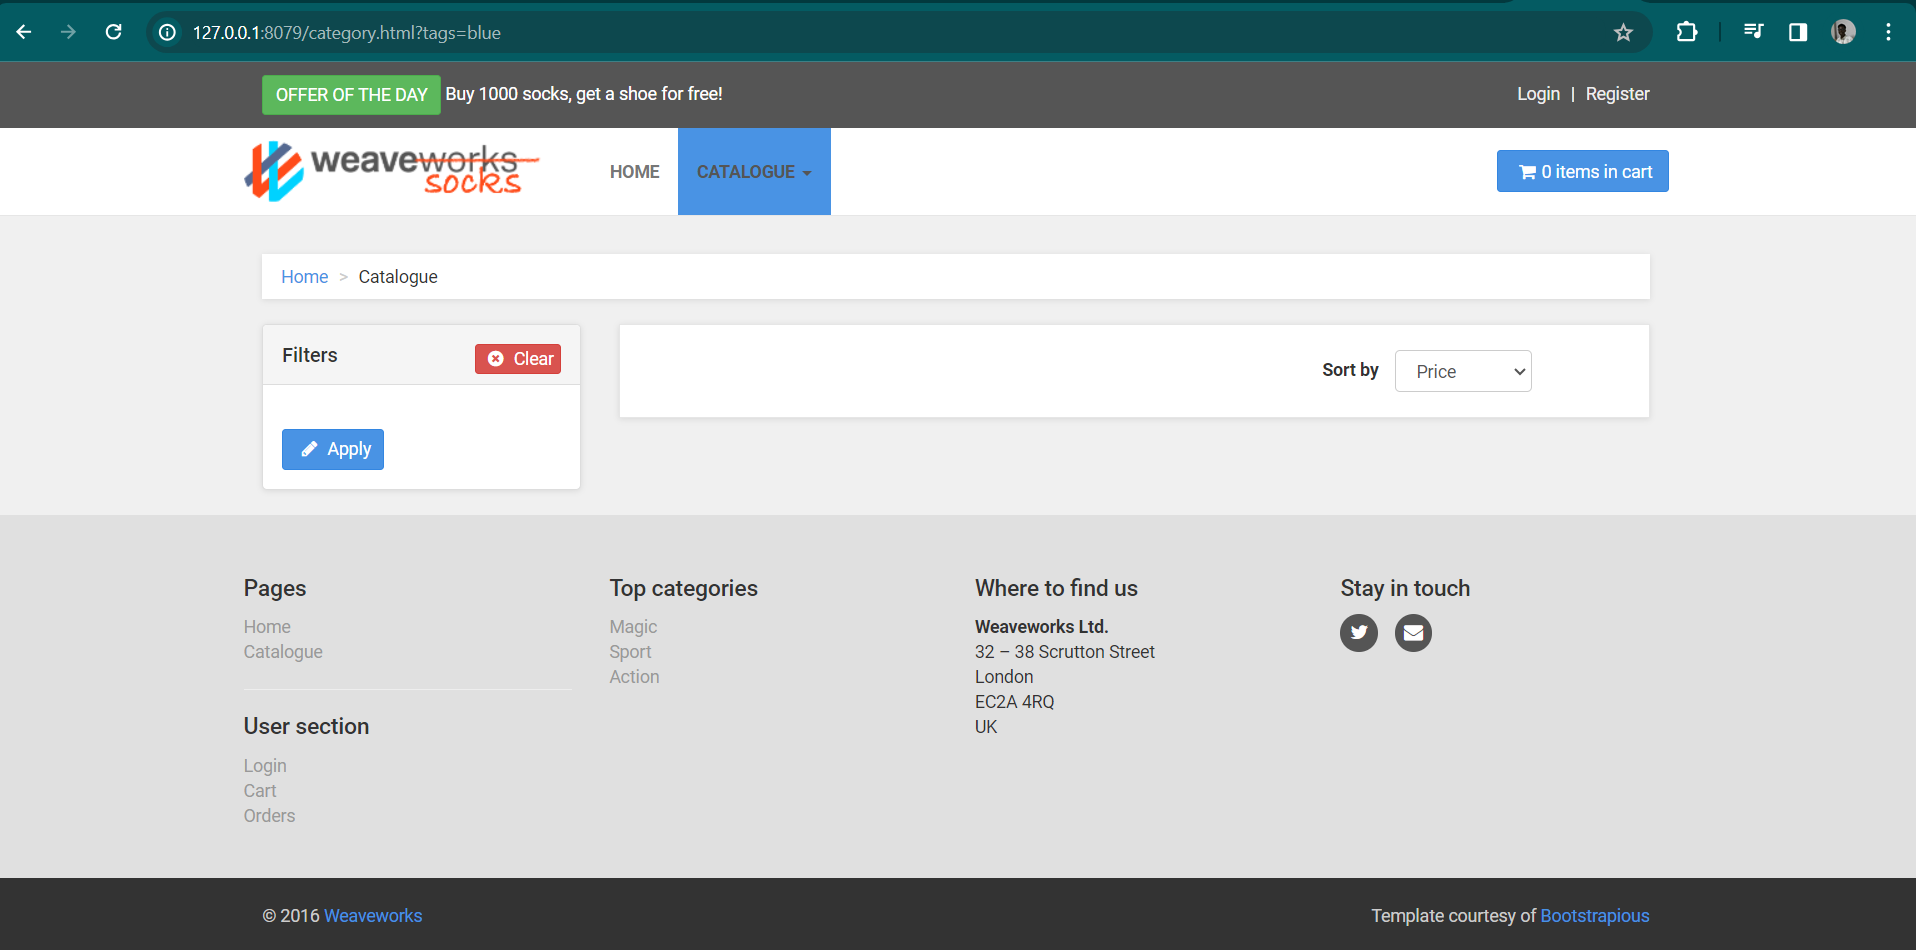 127.0.0.1:8079/category.html?tags=blue
OFFER OF THE DAY Buy 1000 socks, get a shoe for free!
Login | Register
weaveworks
socks
HOME
CATALOGUE
0 items in cart
Home > Catalogue
Filters
Clear
Apply
Sort by
Price
Pages
Home
Catalogue
User section
Login
Cart
Orders
Top categories
Magic
Sport
Action
Where to find us
Weaveworks Ltd.
32 – 38 Scrutton Street
London
EC2A 4RQ
UK
Stay in touch
© 2016 Weaveworks
Template courtesy of Bootstrapious